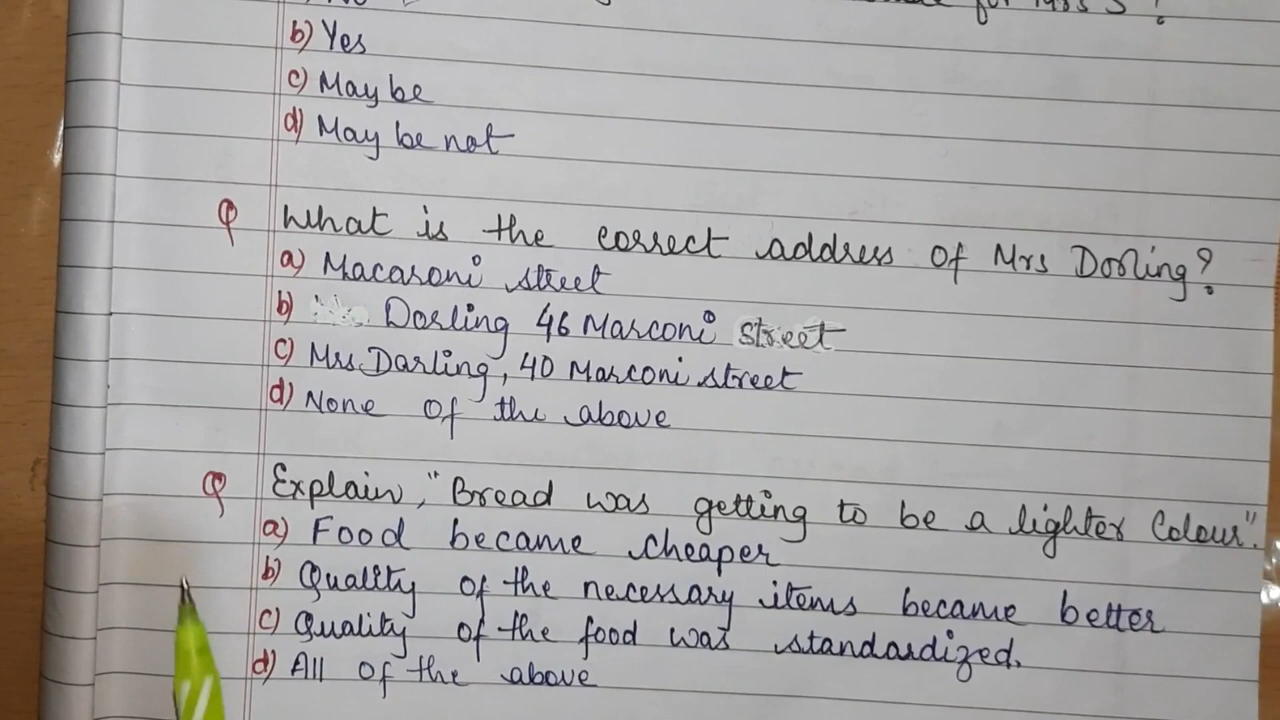 for
b) Yes
c) May be
d) May be not
Q What is the correct address of Mrs Dorling?
a) Macaroni street
b) Dorling 46 Marconi Street
c) Mrs. Darling, 40 Marconi street
d) None of the above
Q Explain, "Bread was getting to be a lighter Colour".
a) Food became cheaper
b) Quality of the necessary items became better
c) Quality of the food was standardized.
d) All of the above